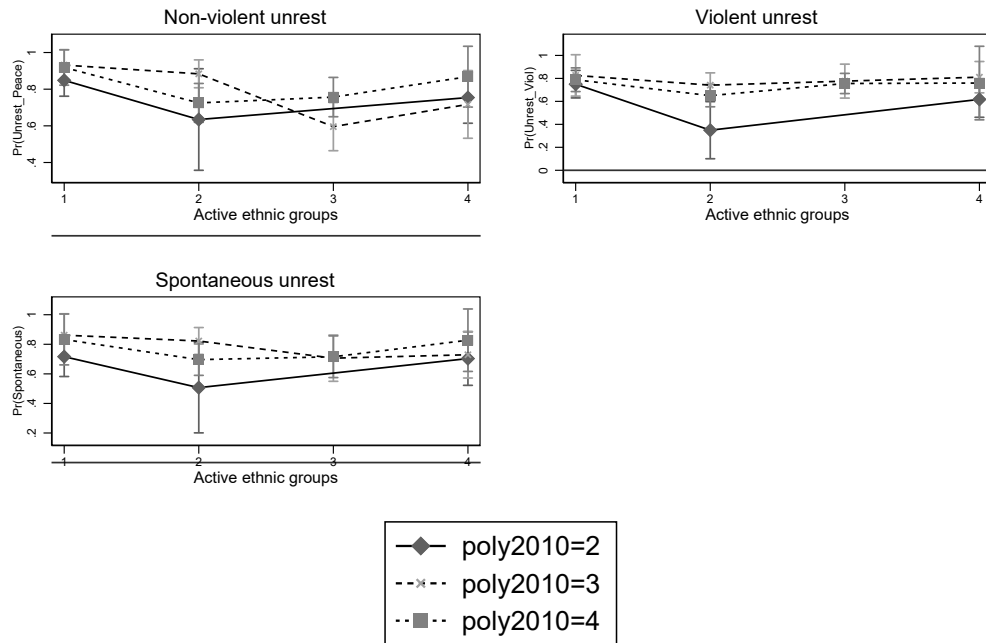 Non-violent unrest
Pr(Unrest_Peace)
1
.8
.6
.4
1 2 3 4
Active ethnic groups
Violent unrest
Pr(Unrest_Viol)
1
.8
.6
.4
.2
0
1 2 3 4
Active ethnic groups
Spontaneous unrest
Pr(Spontaneous)
1
.8
.6
.4
.2
1 2 3 4
Active ethnic groups
poly2010=2
poly2010=3
poly2010=4